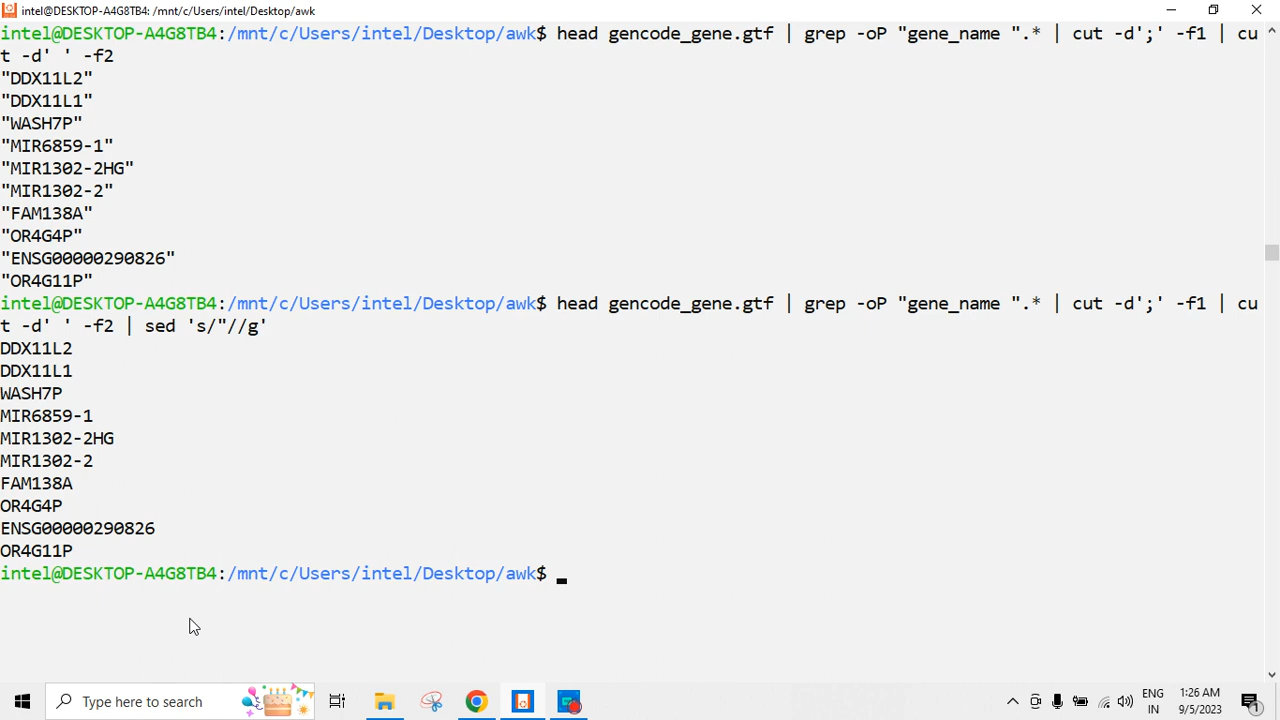 intel@DESKTOP-A4G8TB4: /mnt/c/Users/intel/Desktop/awk
intel@DESKTOP-A4G8TB4:/mnt/c/Users/intel/Desktop/awk$ head gencode_gene.gtf | grep -oP "gene_name ".* | cut -d';' -f1 | cu
t -d' ' -f2
"DDX11L2"
"DDX11L1"
"WASH7P"
"MIR6859-1"
"MIR1302-2HG"
"MIR1302-2"
"FAM138A"
"OR4G4P"
"ENSG00000290826"
"OR4G11P"
intel@DESKTOP-A4G8TB4:/mnt/c/Users/intel/Desktop/awk$ head gencode_gene.gtf | grep -oP "gene_name ".* | cut -d';' -f1 | cu
t -d' ' -f2 | sed 's/"//g'
DDX11L2
DDX11L1
WASH7P
MIR6859-1
MIR1302-2HG
MIR1302-2
FAM138A
OR4G4P
ENSG00000290826
OR4G11P
intel@DESKTOP-A4G8TB4:/mnt/c/Users/intel/Desktop/awk$
Type here to search
ENG
IN
1:26 AM
9/5/2023
1